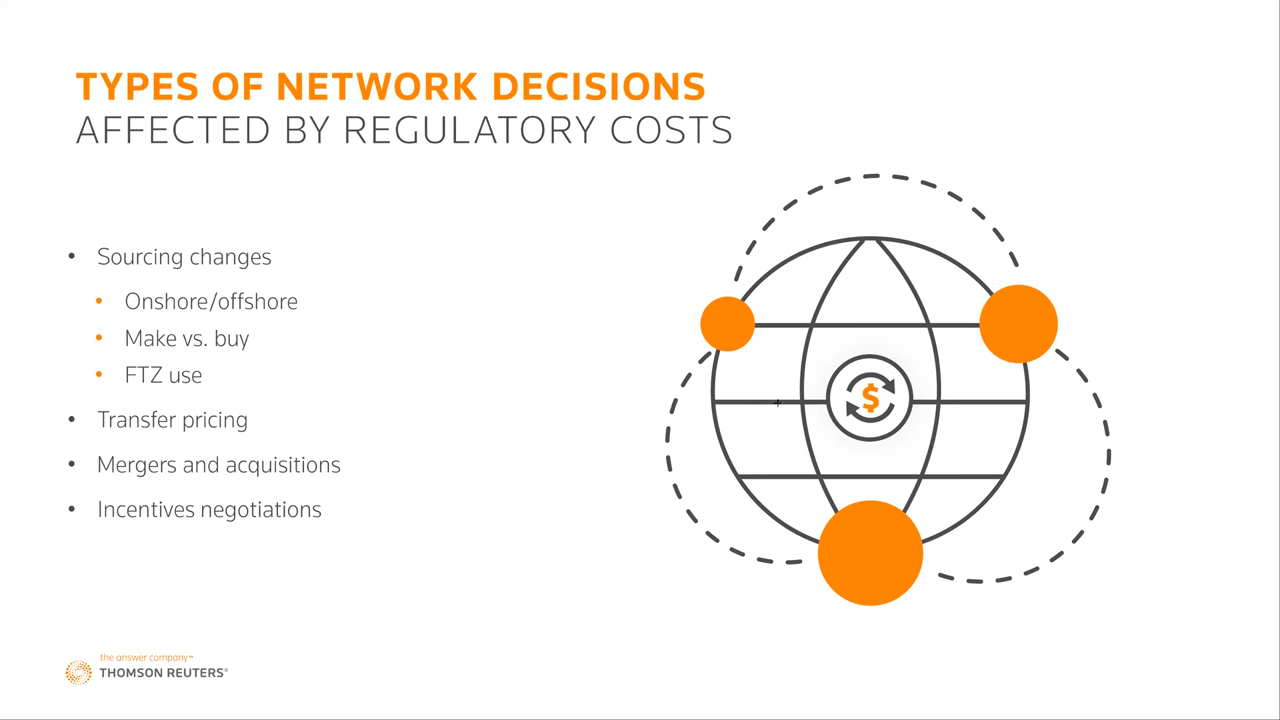 TYPES OF NETWORK DECISIONS
AFFECTED BY REGULATORY COSTS
• Sourcing changes
• Onshore/offshore
• Make vs. buy
• FTZ use
• Transfer pricing
• Mergers and acquisitions
• Incentives negotiations
$
the answer company™
THOMSON REUTERS®